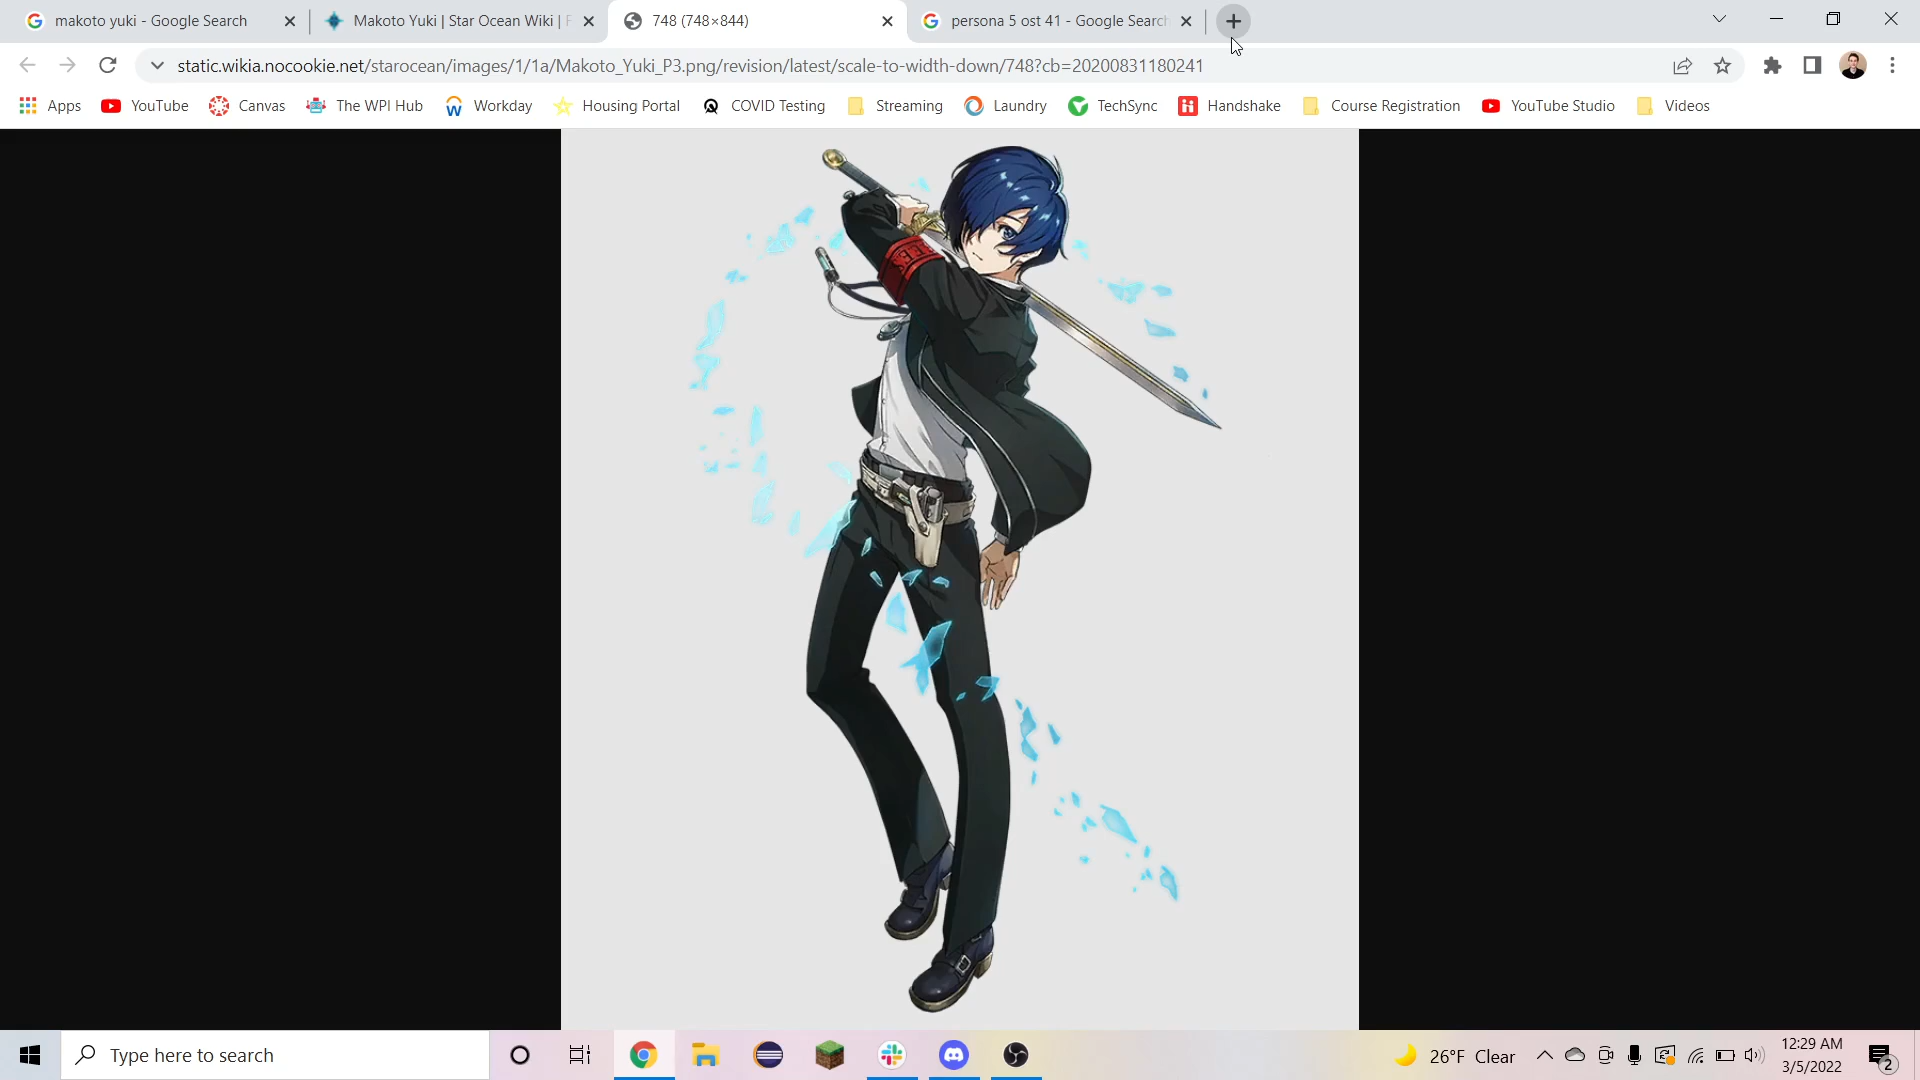 makoto yuki - Google Search
Makoto Yuki | Star Ocean Wiki | F
748 (748×844)
persona 5 ost 41 - Google Search
static.wikia.nocookie.net/starocean/images/1/1a/Makoto_Yuki_P3.png/revision/latest/scale-to-width-down/748?cb=20200831180241
Apps YouTube Canvas The WPI Hub Workday Housing Portal COVID Testing Streaming Laundry TechSync Handshake Course Registration YouTube Studio Videos
Type here to search
26°F Clear
12:29 AM
3/5/2022
2